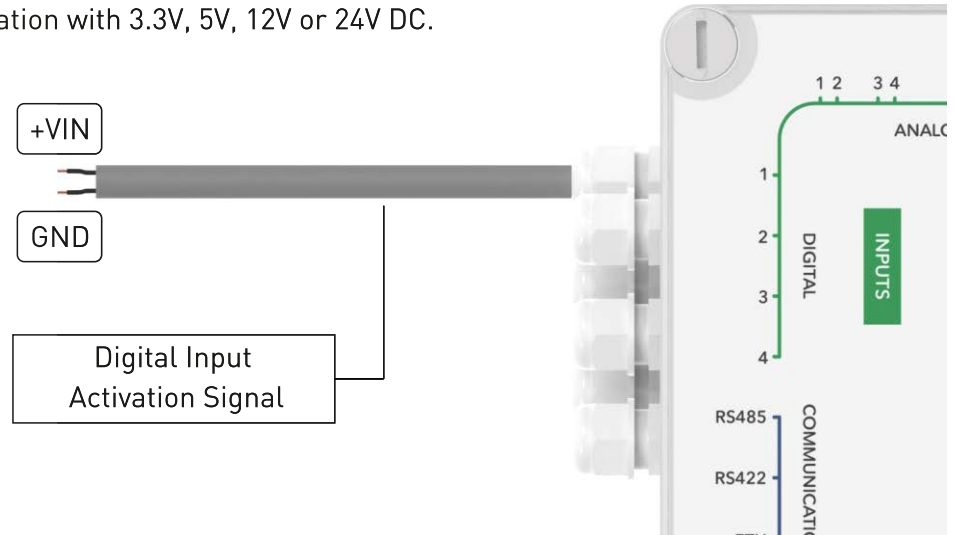 with 3.3V, 5V, 12V or 24V DC.
1 2 3 4
+VIN
1
GND
2
DIGITAL
INPUTS
3
Digital Input
Activation Signal
4
RS485
RS422